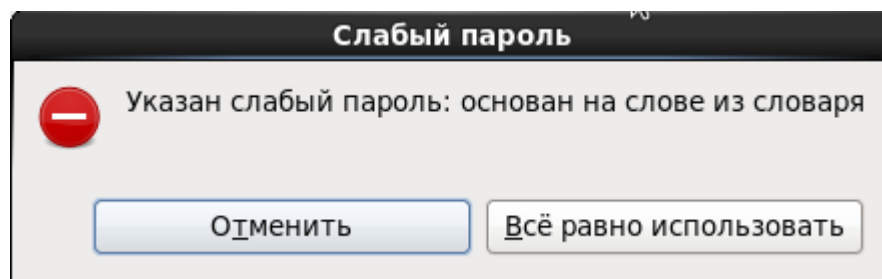 Слабый пароль
Указан слабый пароль: основан на слове из словаря
Отменить
Всё равно использовать